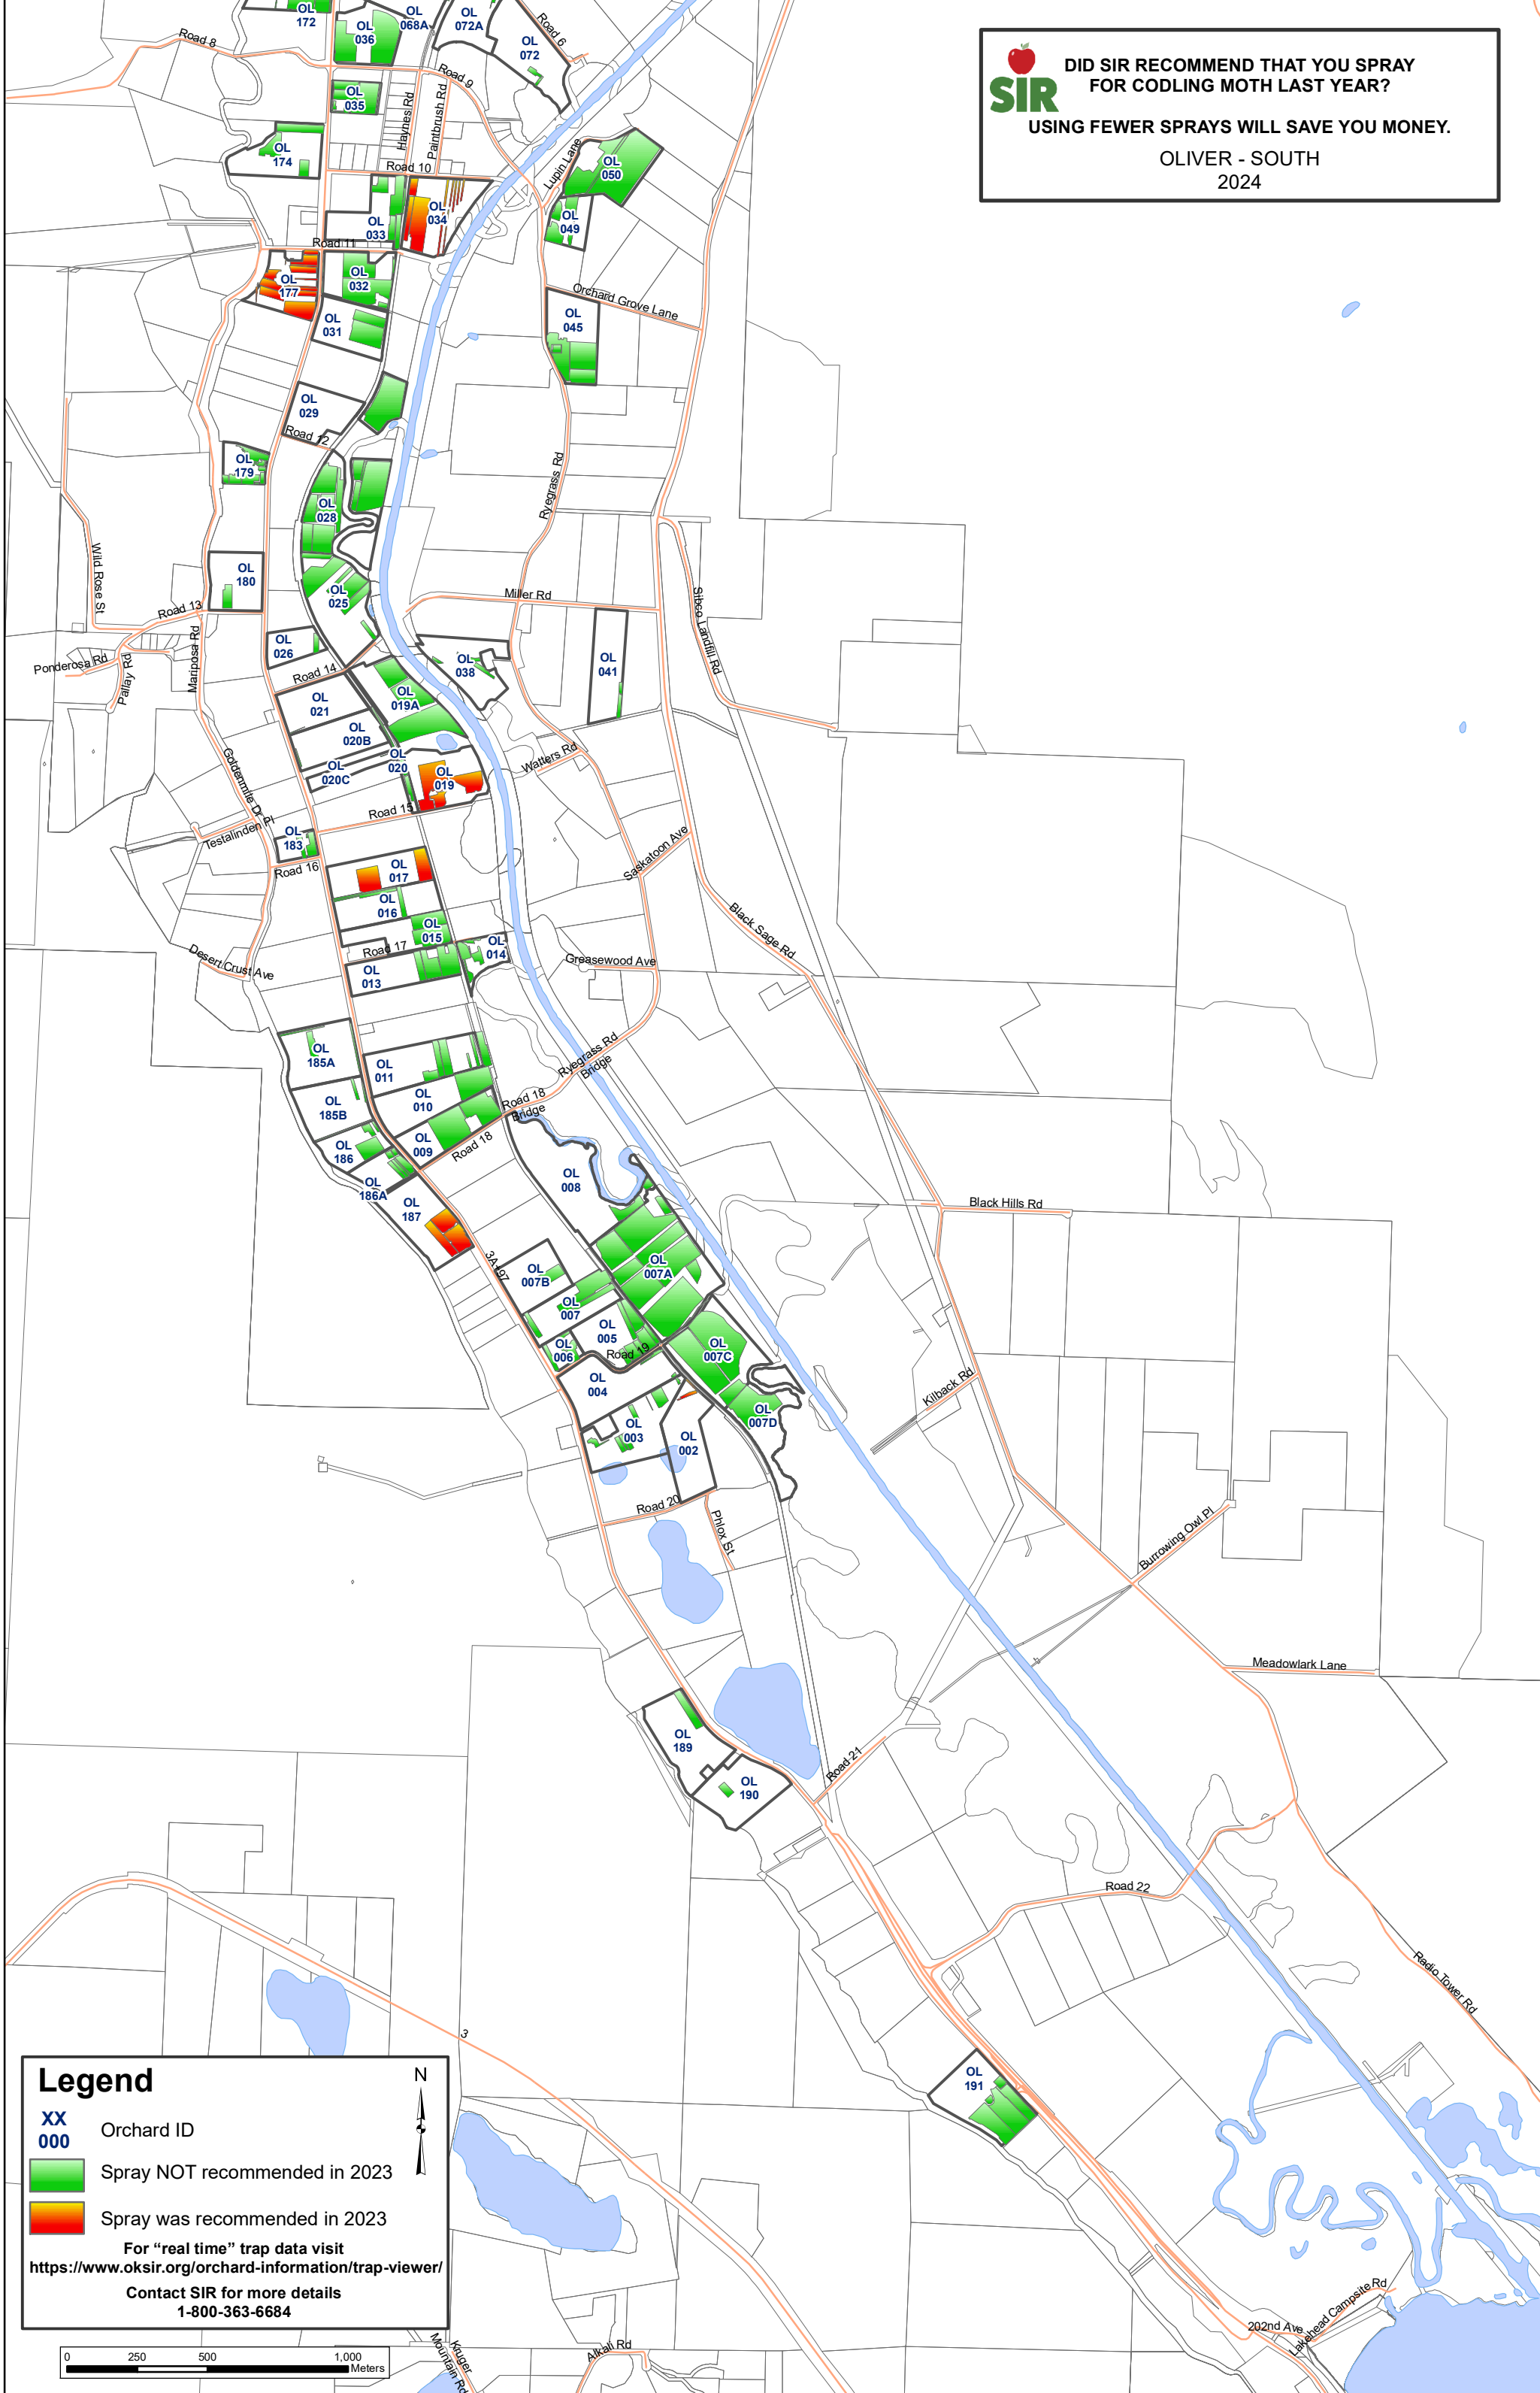 SIR
DID SIR RECOMMEND THAT YOU SPRAY
FOR CODLING MOTH LAST YEAR?
USING FEWER SPRAYS WILL SAVE YOU MONEY.
OLIVER - SOUTH
2024
OL
172
OL
036
OL
068A
OL
072A
OL
072
Road 6
Road 8
Road 9
OL
035
Haynes Rd
Paintbrush Rd
OL
174
Road 10
Lupin Lane
OL
050
OL
034
OL
033
OL
049
Road 11
OL
177
OL
032
Orchard Grove Lane
OL
031
OL
045
OL
029
Road 12
OL
179
Ryegrass Rd
OL
028
Wild Rose St
OL
180
OL
025
Miller Rd
Sibco Landfill Rd
Road 13
OL
026
Mariposa Rd
Ponderosa Rd
Pallay Rd
OL
038
OL
041
Road 14
OL
021
OL
019A
OL
020B
OL
020
OL
020C
OL
019
Watters Rd
Goldenmile Dr
Testalinden Pl
Road 15
OL
183
Road 16
OL
017
Saskatoon Ave
OL
016
OL
015
Black Sage Rd
Road 17
OL
014
Desert Crust Ave
OL
013
Greasewood Ave
OL
185A
OL
011
Ryegrass Rd
Bridge
OL
185B
OL
010
Road 18
Bridge
OL
186
OL
009
Road 18
OL
186A
OL
187
OL
008
Black Hills Rd
3A
97
OL
007B
OL
007A
OL
007
OL
005
OL
006
Road 19
OL
007C
OL
004
Kilback Rd
OL
003
OL
002
OL
007D
Road 20
Phlox St
Burrowing Owl Pl
Meadowlark Lane
OL
189
OL
190
Road 21
Road 22
Radio Tower Rd
3
OL
191
Legend
N
XX
000
Orchard ID
Spray NOT recommended in 2023
Spray was recommended in 2023
For “real time” trap data visit
https://www.oksir.org/orchard-information/trap-viewer/
Contact SIR for more details
1-800-363-6684
0 250 500 1,000
Meters
Kruger
Mountain Rd
Alkali Rd
202nd Ave
Lakehead Campsite Rd